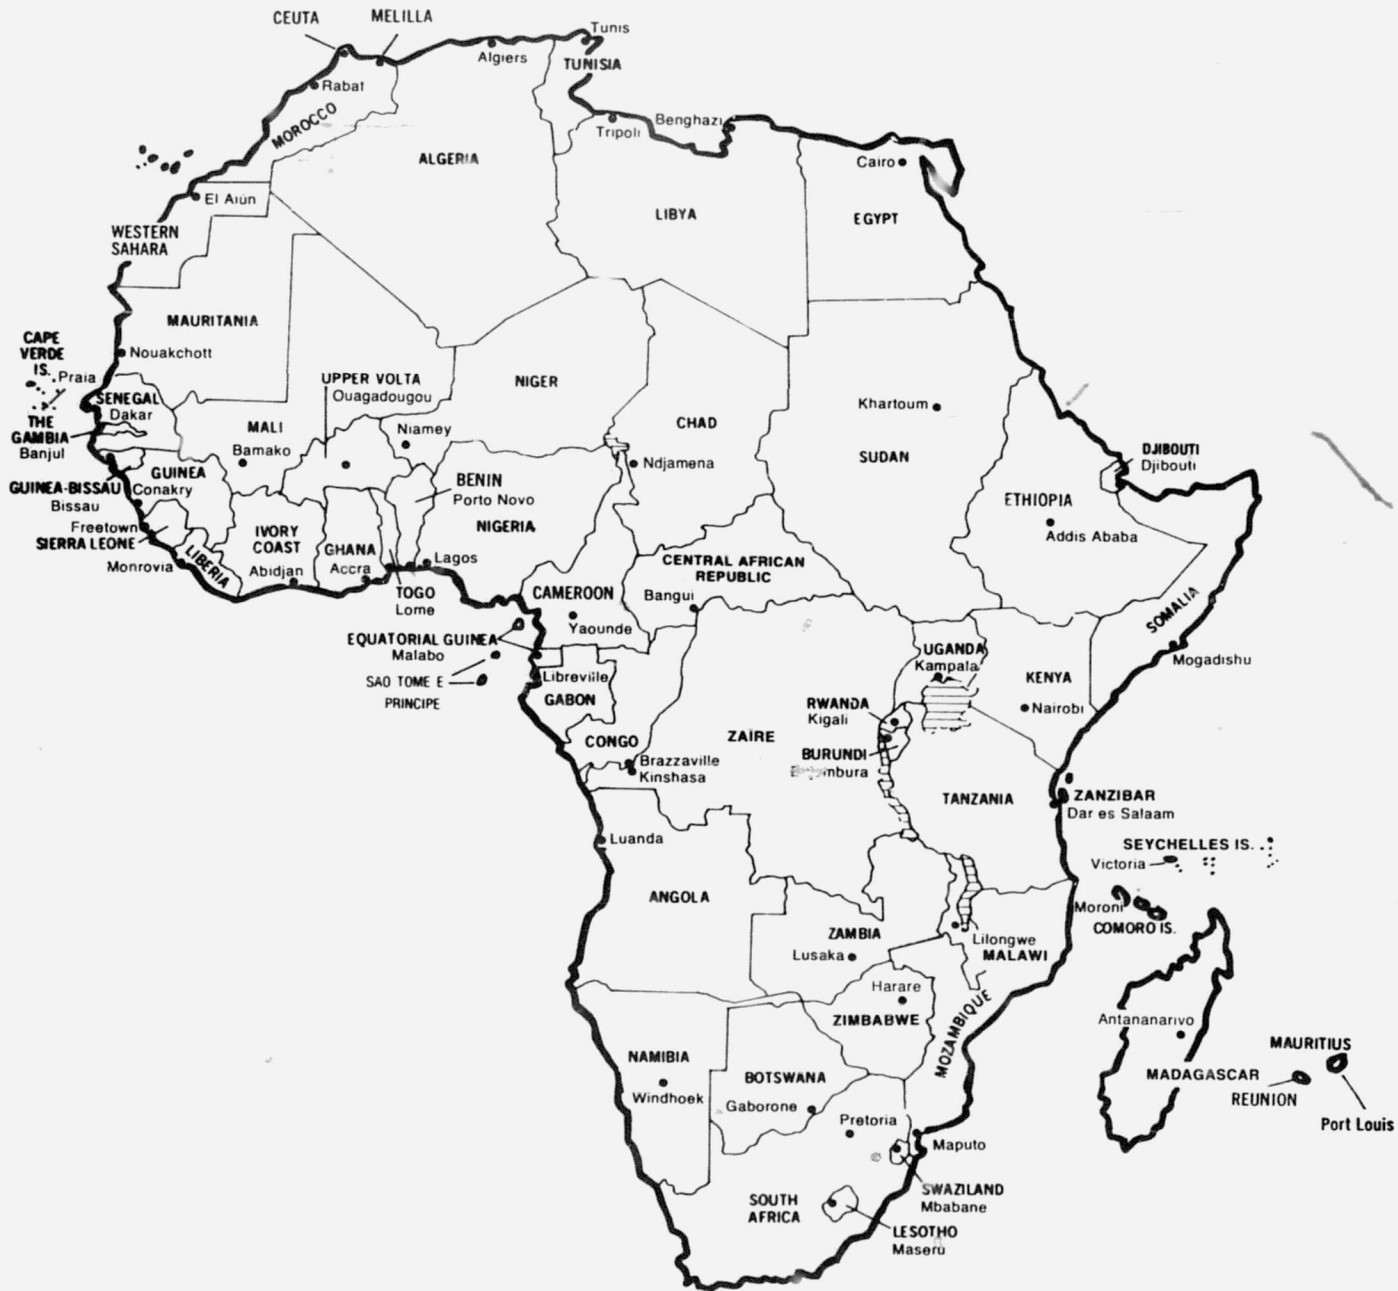 CEUTA
MELILLA
Tunis
Algiers
TUNISIA
Rabat
MOROCCO
Tripoli
Benghazi
ALGERIA
Cairo
El Aiún
LIBYA
EGYPT
WESTERN
SAHARA
MAURITANIA
CAPE
VERDE
IS.
Praia
Nouakchott
UPPER VOLTA
Ouagadougou
NIGER
SENEGAL
Dakar
Khartoum
THE
GAMBIA
Banjul
MALI
Bamako
Niamey
CHAD
SUDAN
Ndjamena
DJIBOUTI
Djibouti
GUINEA
Conakry
GUINEA-BISSAU
Bissau
BENIN
Porto Novo
ETHIOPIA
Addis Ababa
Freetown
SIERRA LEONE
IVORY
COAST
Abidjan
NIGERIA
GHANA
Accra
Lagos
Monrovia
LIBERIA
CENTRAL AFRICAN
REPUBLIC
Bangui
TOGO
Lome
CAMEROON
Yaounde
SOMALIA
EQUATORIAL GUINEA
Malabo
UGANDA
Kampala
Mogadishu
SAO TOME E
PRINCIPE
Libreville
GABON
KENYA
Nairobi
RWANDA
Kigali
CONGO
ZAÏRE
BURUNDI
Brazzaville
Kinshasa
TANZANIA
ZANZIBAR
Dar es Salaam
Luanda
SEYCHELLES IS.
Victoria
ANGOLA
Moroni
COMORO IS.
ZAMBIA
Lusaka
Lilongwe
MALAWI
Harare
ZIMBABWE
MOZAMBIQUE
Antananarivo
MAURITIUS
NAMIBIA
Windhoek
BOTSWANA
Gaborone
MADAGASCAR
REUNION
Port Louis
Pretoria
Maputo
SWAZILAND
Mbabane
SOUTH
AFRICA
LESOTHO
Maseru